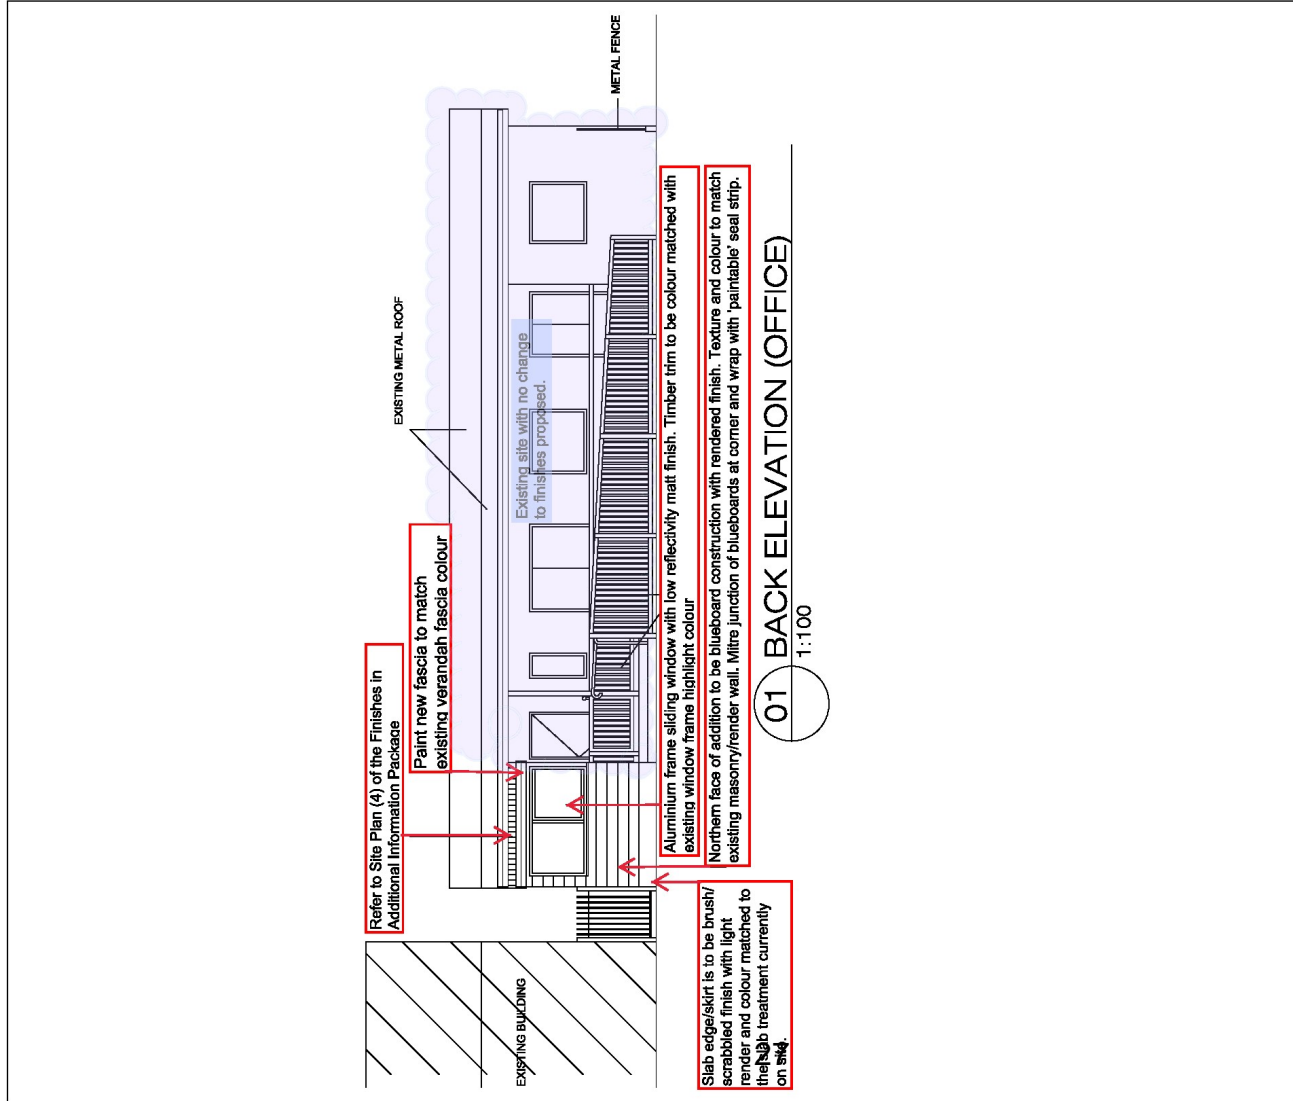 Refer to Site Plan (4) of the Finishes in
Additional Information Package
Paint new fascia to match
existing verandah fascia colour
EXISTING METAL ROOF
METAL FENCE
Existing site with no change
to finishes proposed.
EXISTING BUILDING
Aluminium frame sliding window with low reflectivity matt finish. Timber trim to be colour matched with
existing window frame highlight colour
Northern face of addition to be blueboard construction with rendered finish. Texture and colour to match
existing masonry/render wall. Mitre junction of blueboards at corner and wrap with 'paintable' seal strip.
Slab edge/skirt is to be brush/
scrabbled finish with light
render and colour matched to
the slab treatment currently
on site.
01 BACK ELEVATION (OFFICE)
1:100